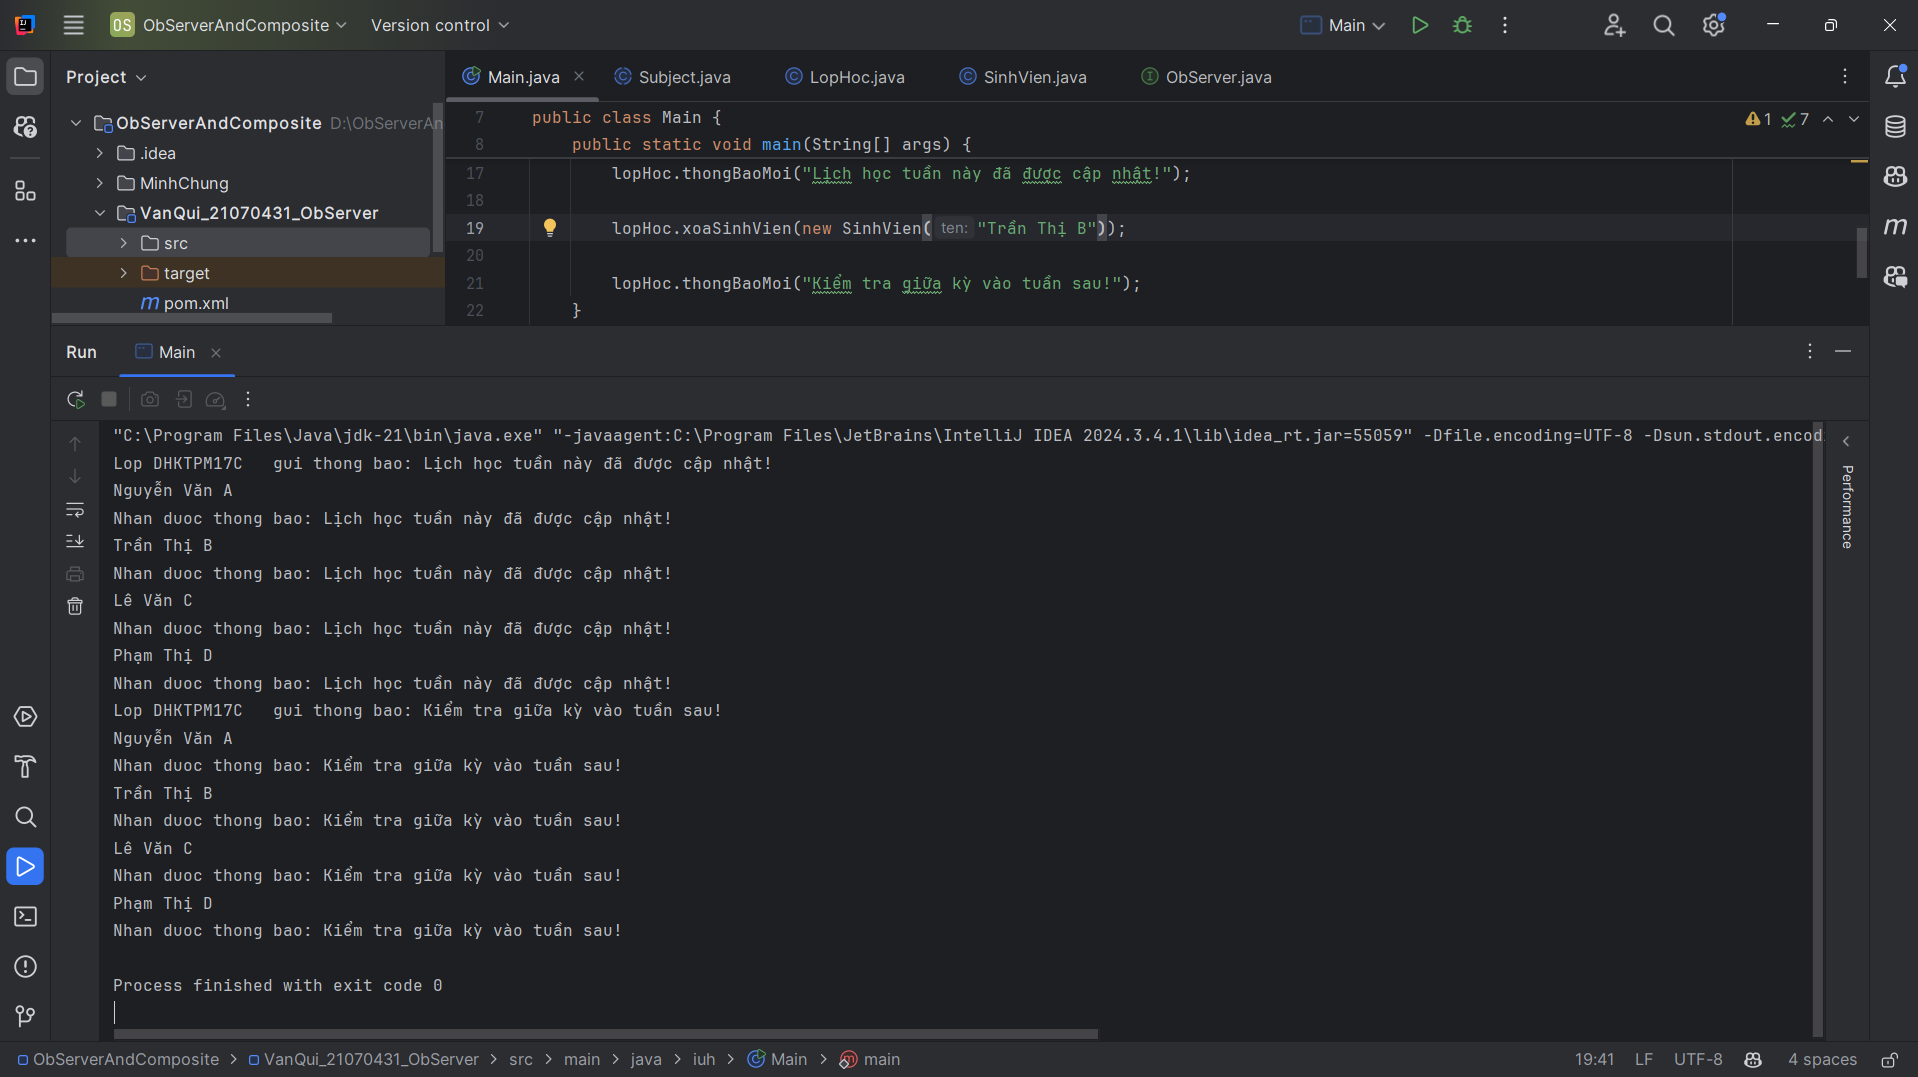 OS ObServerAndComposite Version control Main
Project
Main.java Subject.java LopHoc.java SinhVien.java ObServer.java
ObServerAndComposite D:\ObServerAn
.idea
MinhChung
VanQui_21070431_ObServer
src
target
pom.xml
1 7
7 public class Main {
8 public static void main(String[] args) {
17 lopHoc.thongBaoMoi("Lịch học tuần này đã được cập nhật!");
18
19 lopHoc.xoaSinhVien(new SinhVien( ten: "Trần Thị B"));
20
21 lopHoc.thongBaoMoi("Kiểm tra giữa kỳ vào tuần sau!");
22 }
Run Main
"C:\Program Files\Java\jdk-21\bin\java.exe" "-javaagent:C:\Program Files\JetBrains\IntelliJ IDEA 2024.3.4.1\lib\idea_rt.jar=55059" -Dfile.encoding=UTF-8 -Dsun.stdout.encod
Lop DHKTPM17C   gui thong bao: Lịch học tuần này đã được cập nhật!
Nguyễn Văn A
Nhan duoc thong bao: Lịch học tuần này đã được cập nhật!
Trần Thị B
Nhan duoc thong bao: Lịch học tuần này đã được cập nhật!
Lê Văn C
Nhan duoc thong bao: Lịch học tuần này đã được cập nhật!
Phạm Thị D
Nhan duoc thong bao: Lịch học tuần này đã được cập nhật!
Lop DHKTPM17C   gui thong bao: Kiểm tra giữa kỳ vào tuần sau!
Nguyễn Văn A
Nhan duoc thong bao: Kiểm tra giữa kỳ vào tuần sau!
Trần Thị B
Nhan duoc thong bao: Kiểm tra giữa kỳ vào tuần sau!
Lê Văn C
Nhan duoc thong bao: Kiểm tra giữa kỳ vào tuần sau!
Phạm Thị D
Nhan duoc thong bao: Kiểm tra giữa kỳ vào tuần sau!
Process finished with exit code 0
Performance
ObServerAndComposite > VanQui_21070431_ObServer > src > main > java > iuh > Main > main
19:41 LF UTF-8 4 spaces